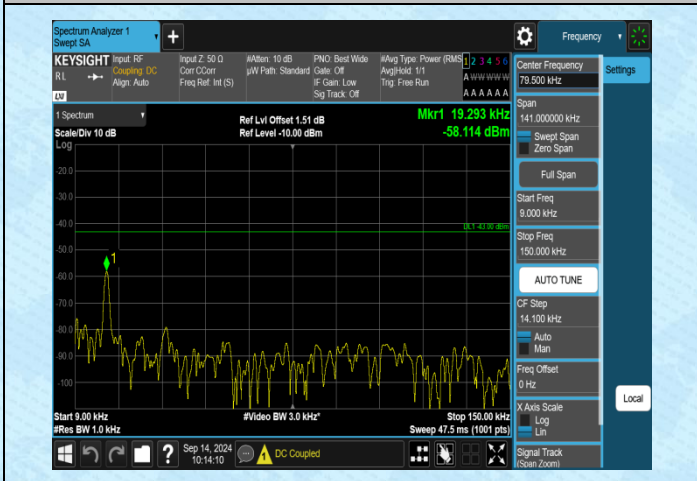 Spectrum Analyzer 1
Swept SA
Frequency
KEYSIGHT
Input: RF
Coupling: DC
Align: Auto
Input Z: 50 Ω
Corr CCorr
Freq Ref: Int (S)
#Atten: 10 dB
µW Path: Standard
PNO: Best Wide
Gate: Off
IF Gain: Low
Sig Track: Off
#Avg Type: Power (RMS
Avg|Hold: 1/1
Trig: Free Run
1 2 3 4 5 6
A W W W W W
A A A A A A
RL
LXI
Center Frequency
79.500 kHz
Settings
Span
141.000000 kHz
Swept Span
Zero Span
Full Span
Start Freq
9.000 kHz
Stop Freq
150.000 kHz
AUTO TUNE
CF Step
14.100 kHz
Auto
Man
Freq Offset
0 Hz
X Axis Scale
Log
Lin
Signal Track
(Span Zoom)
Local
1 Spectrum
Scale/Div 10 dB
Log
Ref Lvl Offset 1.51 dB
Ref Level -10.00 dBm
Mkr1 19.293 kHz
-58.114 dBm
-20.0
-30.0
-40.0
-50.0
-60.0
-70.0
-80.0
-90.0
-100
DL1 -43.00 dBm
1
Start 9.00 kHz
#Res BW 1.0 kHz
#Video BW 3.0 kHz*
Stop 150.00 kHz
Sweep 47.5 ms (1001 pts)
?
Sep 14, 2024
10:14:10
DC Coupled